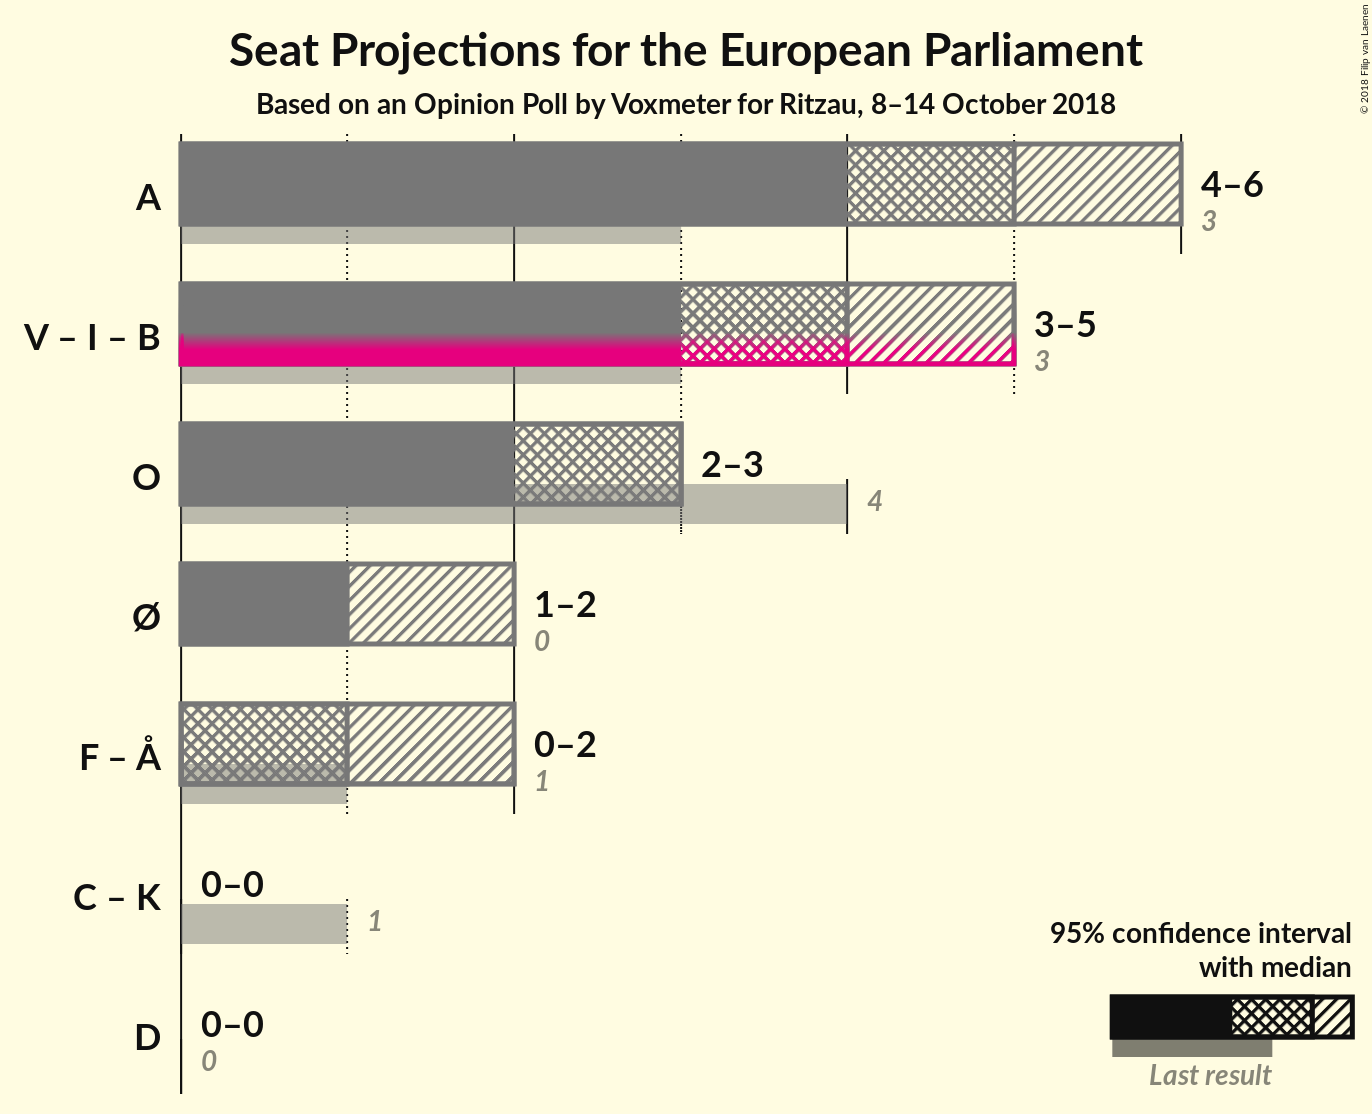 Seat Projections for the European Parliament
Based on an Opinion Poll by Voxmeter for Ritzau, 8–14 October 2018
© 2018 Filip van Laenen
A
4–6
3
V – I – B
3–5
3
O
2–3
4
Ø
1–2
0
F – Å
0–2
1
C – K
0–0
1
D
0–0
0
95% confidence interval
with median
Last result